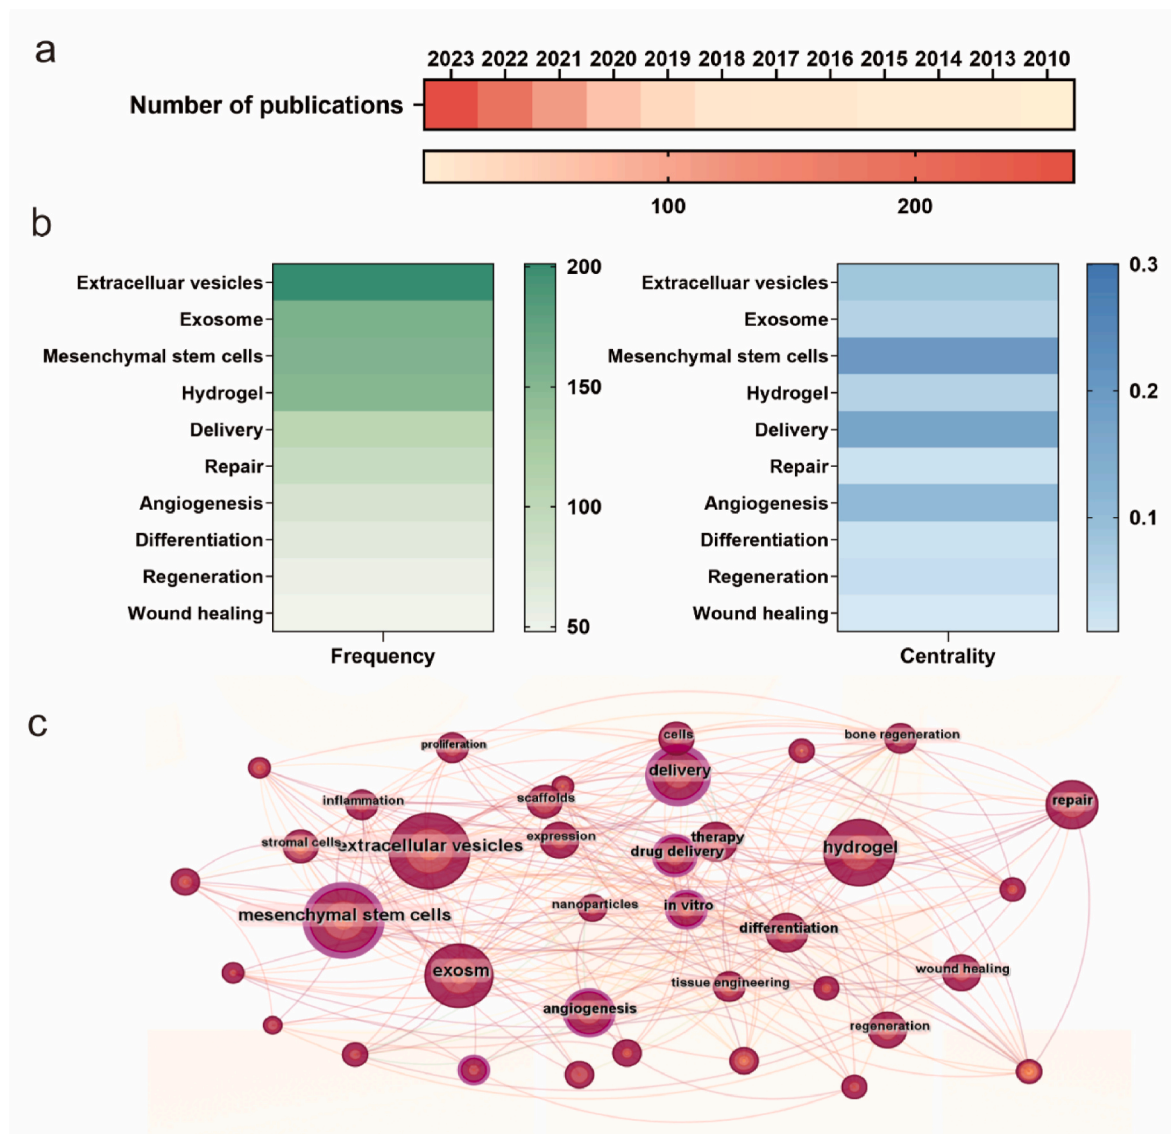 a
2023 2022 2021 2020 2019 2018 2017 2016 2015 2014 2013 2010
Number of publications
100 200
b
Extracelluar vesicles
Exosome
Mesenchymal stem cells
Hydrogel
Delivery
Repair
Angiogenesis
Differentiation
Regeneration
Wound healing
Frequency
200
150
100
50
Extracelluar vesicles
Exosome
Mesenchymal stem cells
Hydrogel
Delivery
Repair
Angiogenesis
Differentiation
Regeneration
Wound healing
Centrality
0.3
0.2
0.1
c
cells
bone regeneration
proliferation
delivery
inflammation
scaffolds
repair
stromal cells
extracellular vesicles
expression
therapy
drug delivery
hydrogel
nanoparticles
in vitro
mesenchymal stem cells
differentiation
exosm
wound healing
tissue engineering
angiogenesis
regeneration